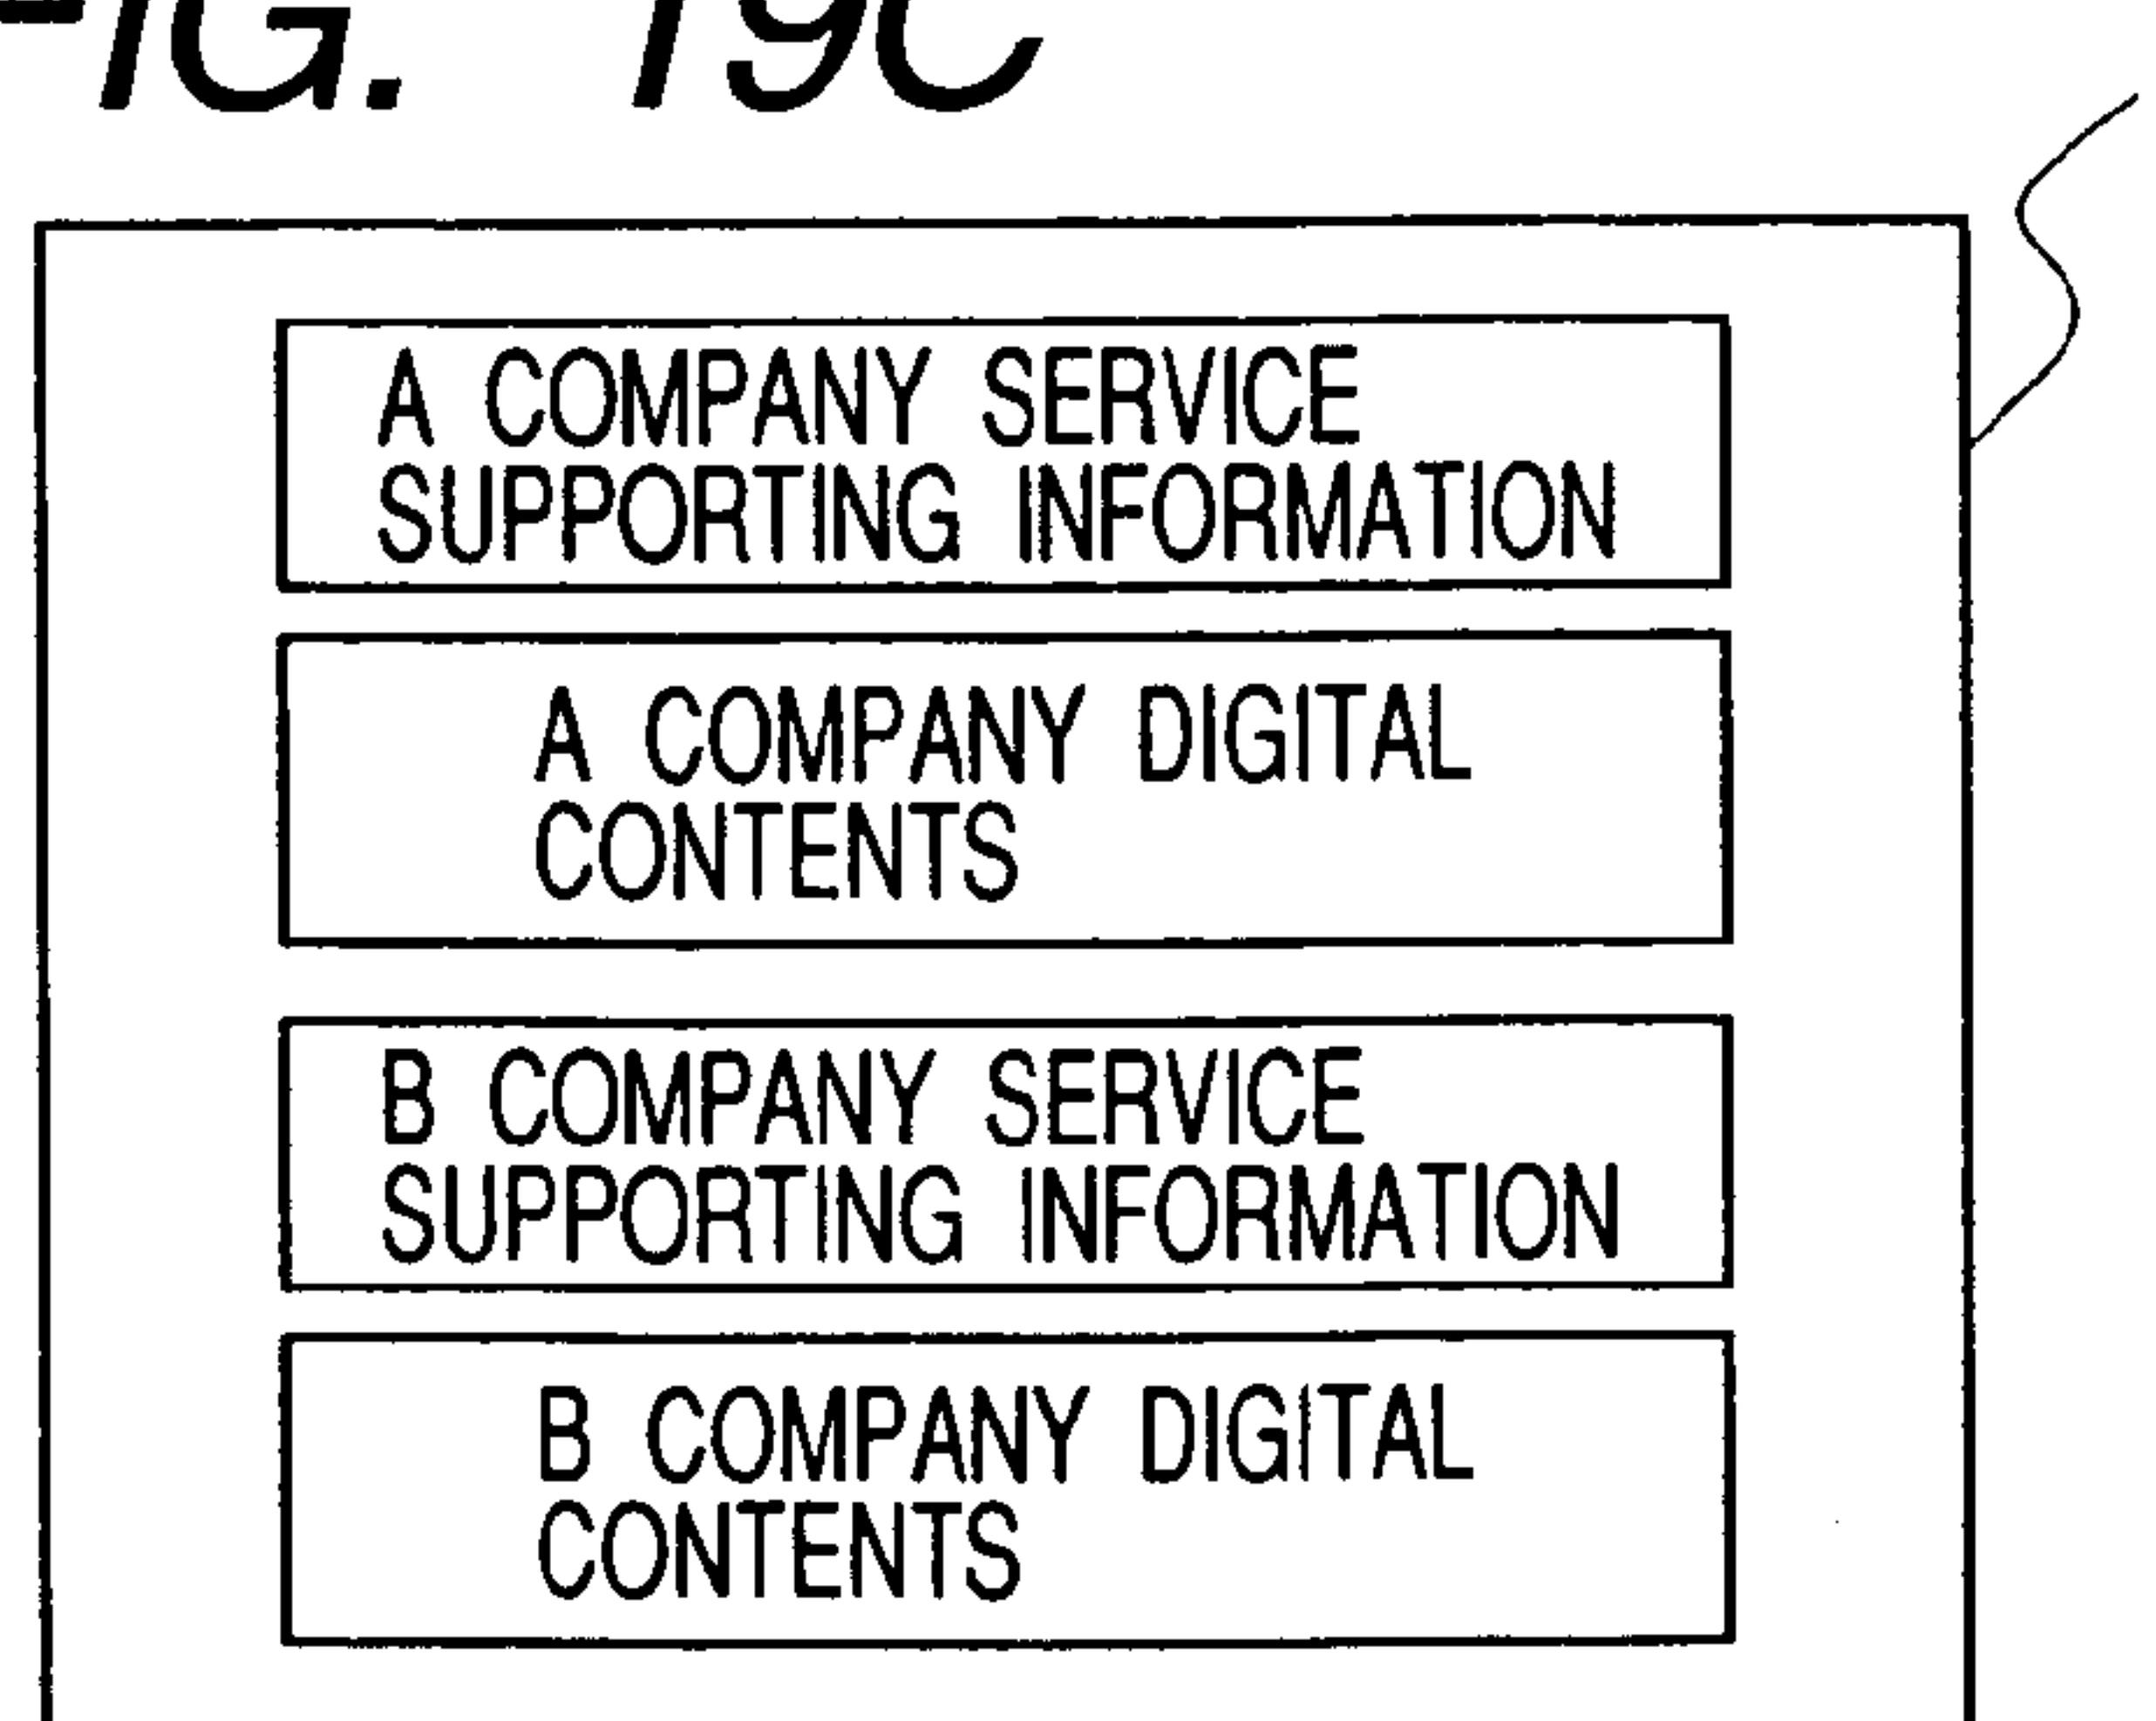 FIG. 19C
A COMPANY SERVICE
SUPPORTING INFORMATION
A COMPANY DIGITAL
CONTENTS
B COMPANY SERVICE
SUPPORTING INFORMATION
B COMPANY DIGITAL
CONTENTS